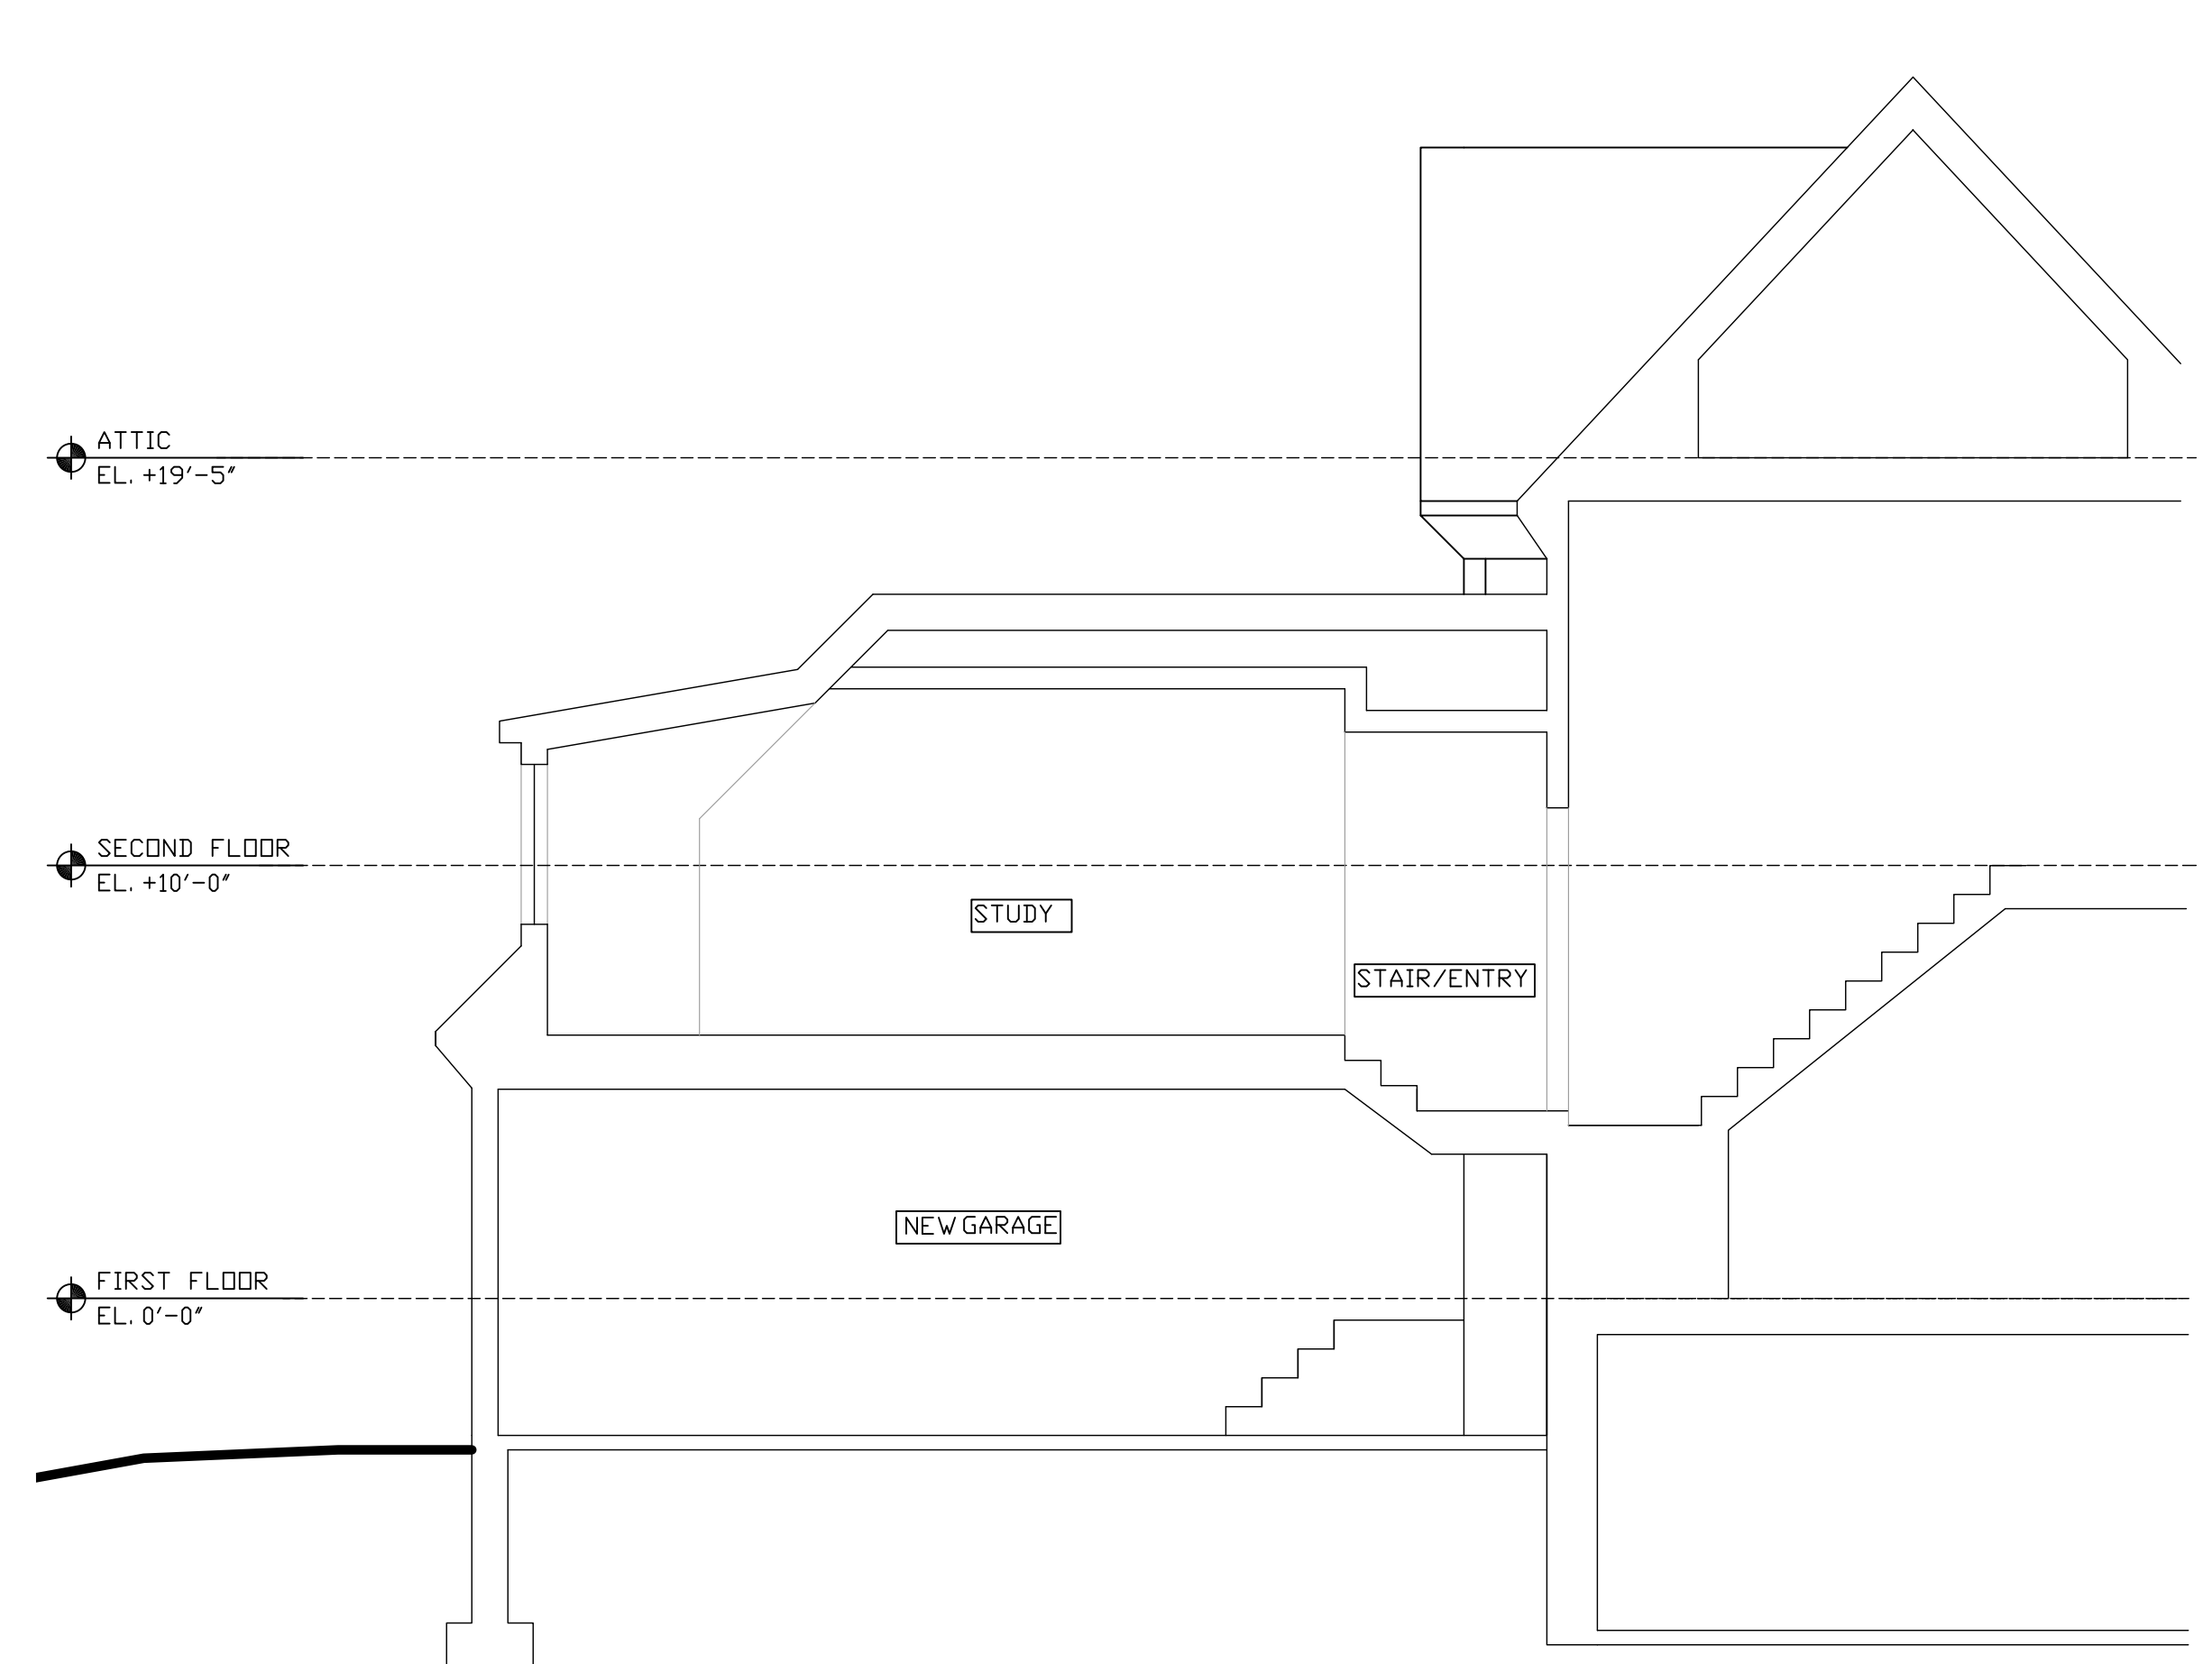 ATTIC
EL. +19'-5"
SECOND FLOOR
EL. +10'-0"
STUDY
STAIR/ENTRY
NEW GARAGE
FIRST FLOOR
EL. 0'-0"